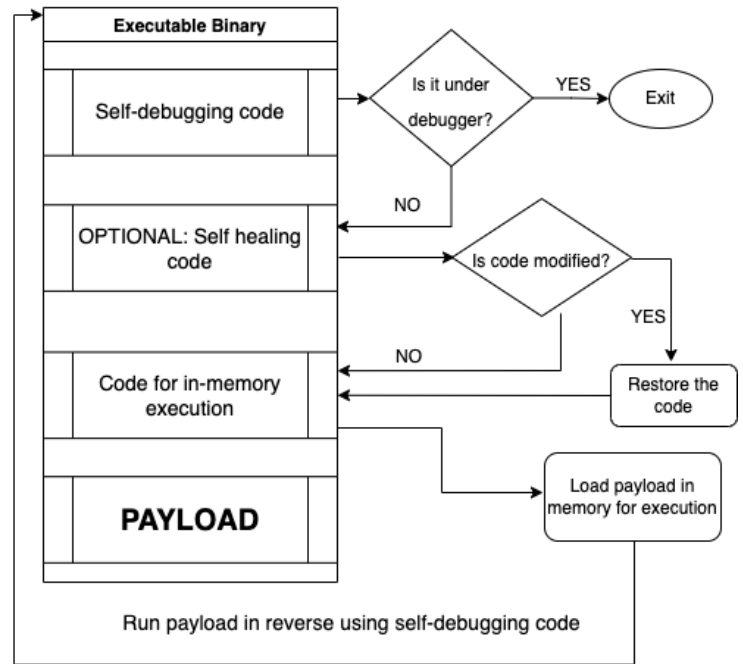 Executable Binary
Self-debugging code
Is it under
debugger?
YES
Exit
NO
OPTIONAL: Self healing
code
Is code modified?
YES
NO
Restore the
code
Code for in-memory
execution
Load payload in
memory for execution
PAYLOAD
Run payload in reverse using self-debugging code